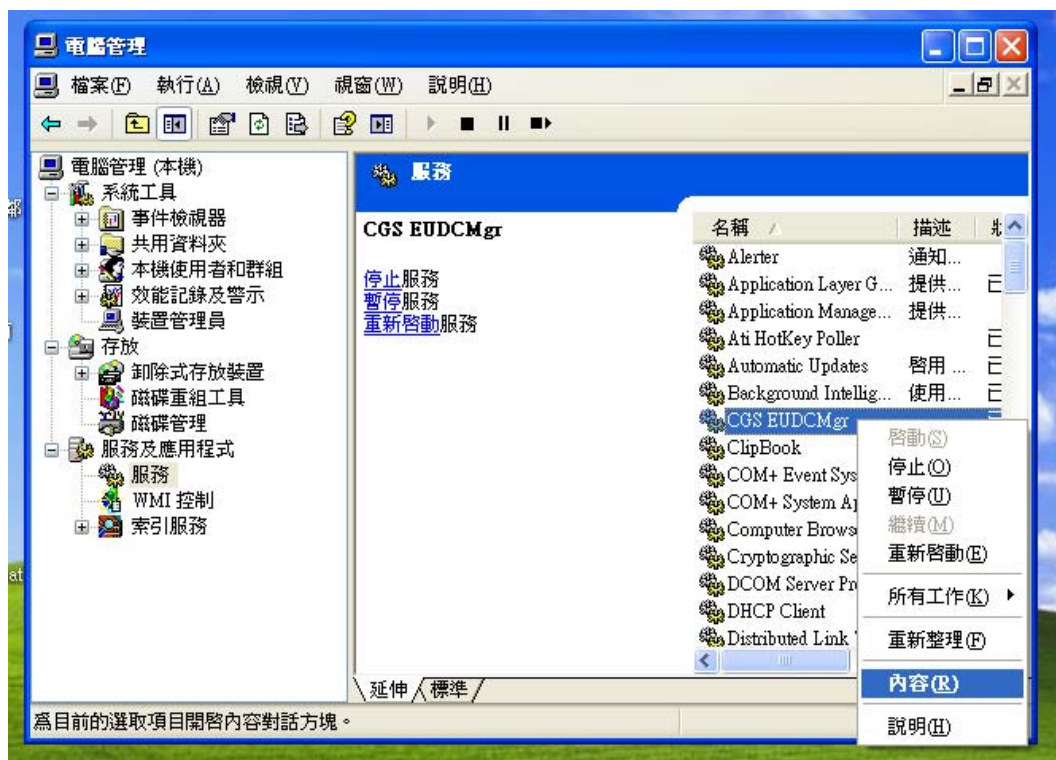 電腦管理
檔案(F) 執行(A) 檢視(V) 視窗(W) 說明(H)
電腦管理 (本機)
系統工具
事件檢視器
共用資料夾
本機使用者和群組
效能記錄及警示
裝置管理員
存放
卸除式存放裝置
磁碟重組工具
磁碟管理
服務及應用程式
服務
WMI 控制
索引服務
服務
CGS EUDCMgr
停止服務
暫停服務
重新啓動服務
名稱 描述
Alerter 通知...
Application Layer G... 提供...
Application Manage... 提供...
Ati HotKey Poller
Automatic Updates 啓用 ...
Background Intellig... 使用...
CGS EUDCMgr
ClipBook
COM+ Event Sys
COM+ System A
Computer Brows
Cryptographic Se
DCOM Server Pr
DHCP Client
Distributed Link
啓動(S)
停止(O)
暫停(U)
繼續(M)
重新啓動(E)
所有工作(K)
重新整理(F)
內容(R)
說明(H)
延伸 標準
爲目前的選取項目開啓內容對話方塊。